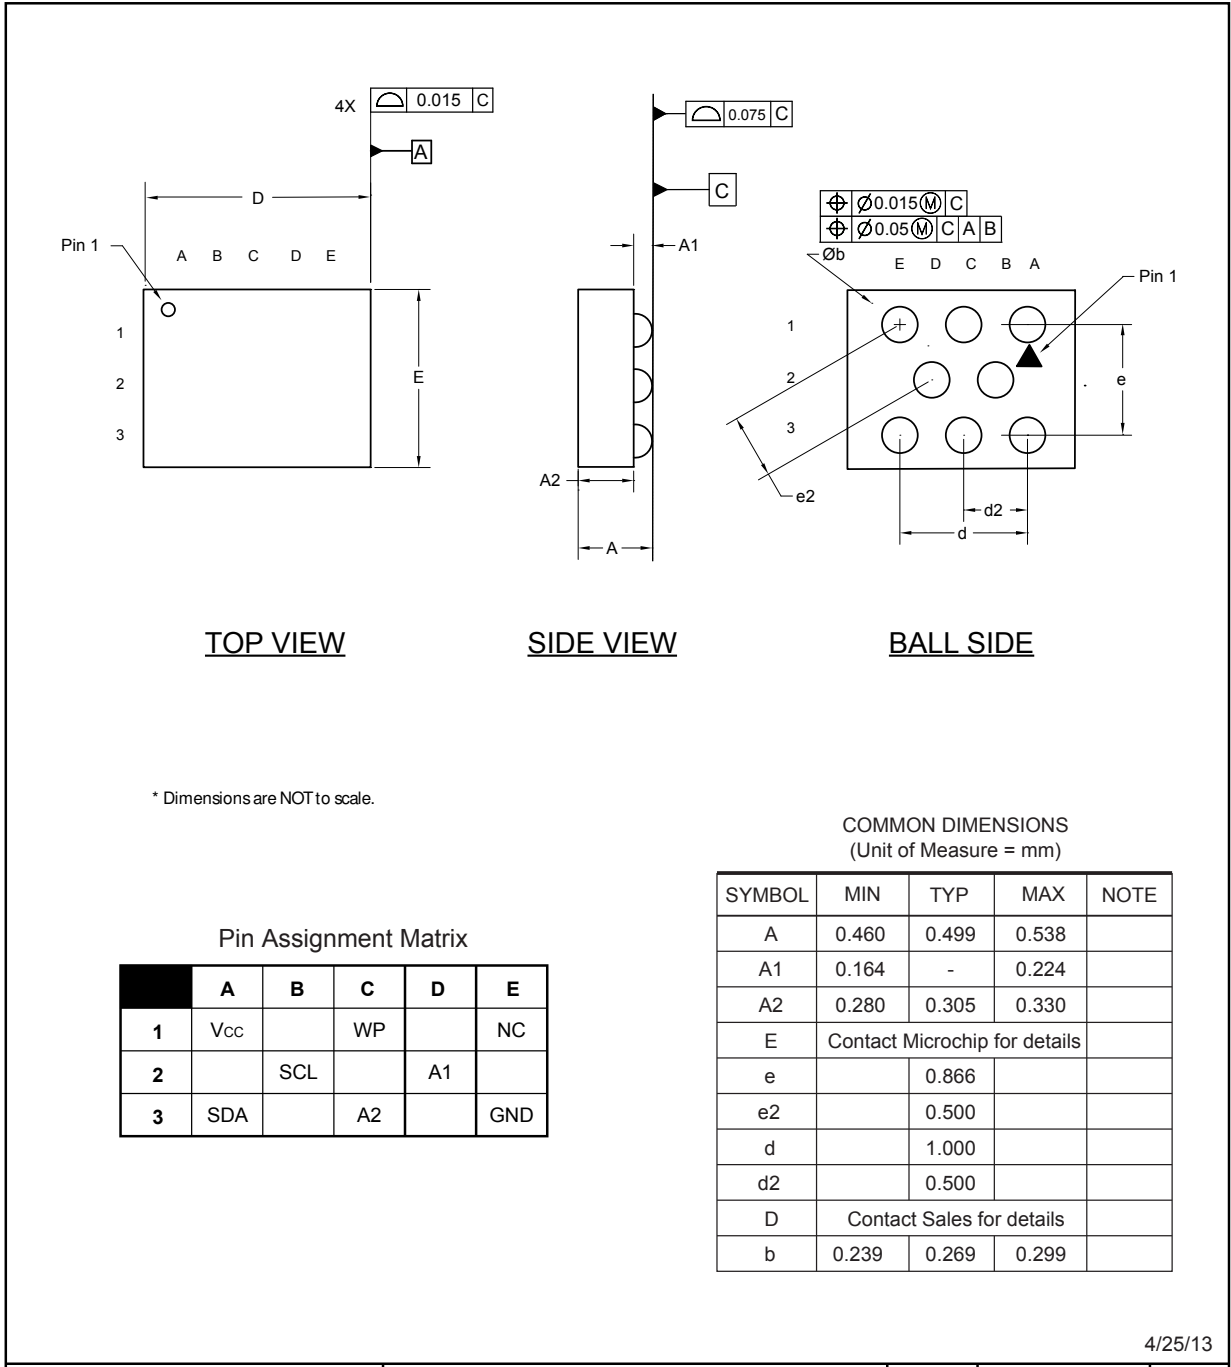 4X ⌓ 0.015 C
A
D
Pin 1
A B C D E
1
2
3
E
TOP VIEW
⌓ 0.075 C
C
A1
A2
A
SIDE VIEW
⌖ Ø0.015 Ⓜ C
⌖ Ø0.05 Ⓜ C A B
Øb
E D C B A
Pin 1
1
2
3
e
e2
d2
d
BALL SIDE
* Dimensions are NOT to scale.
Pin Assignment Matrix
A B C D E
1 Vcc WP NC
2 SCL A1
3 SDA A2 GND
COMMON DIMENSIONS
(Unit of Measure = mm)
SYMBOL MIN TYP MAX NOTE
A 0.460 0.499 0.538
A1 0.164 - 0.224
A2 0.280 0.305 0.330
E Contact Microchip for details
e 0.866
e2 0.500
d 1.000
d2 0.500
D Contact Sales for details
b 0.239 0.269 0.299
4/25/13